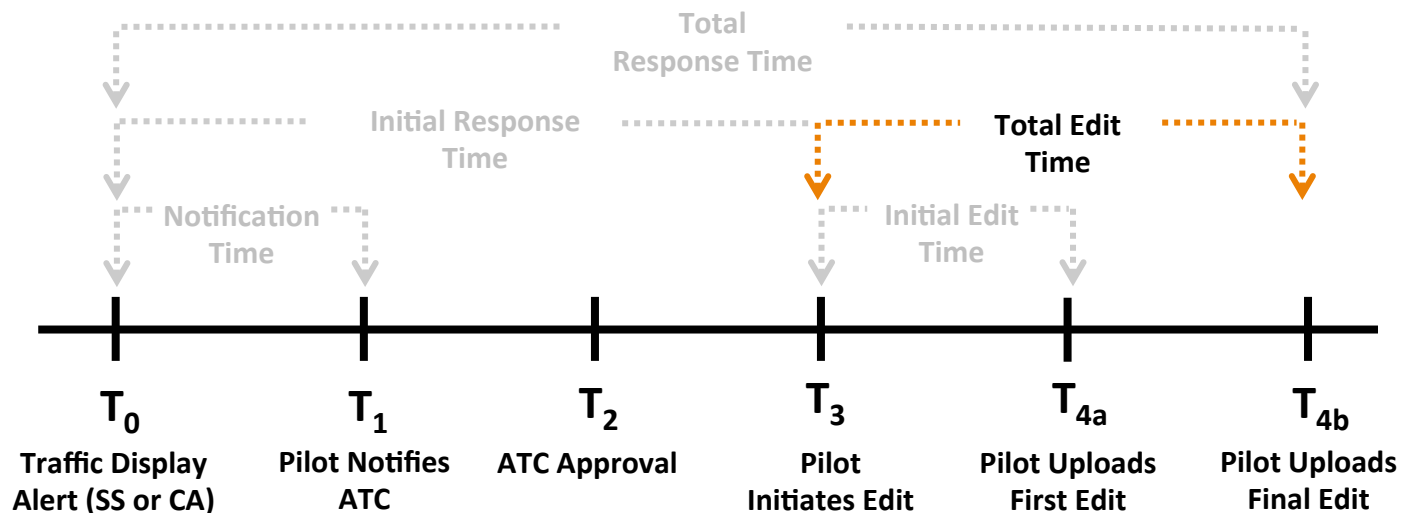 Total
Response Time
Initial Response
Time
Total Edit
Time
Notification
Time
Initial Edit
Time
T0
T1
T2
T3
T4a
T4b
Traffic Display
Alert (SS or CA)
Pilot Notifies
ATC
ATC Approval
Pilot
Initiates Edit
Pilot Uploads
First Edit
Pilot Uploads
Final Edit